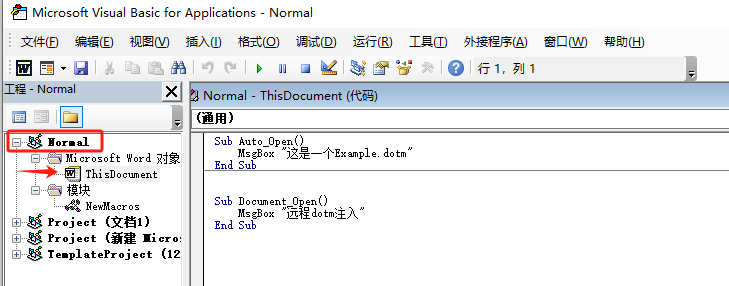 Microsoft Visual Basic for Applications - Normal
文件(F) 编辑(E) 视图(V) 插入(I) 格式(O) 调试(D) 运行(R) 工具(T) 外接程序(A) 窗口(W) 帮助(H)
行 1, 列 1
工程 - Normal
Normal
Microsoft Word 对象
ThisDocument
模块
NewMacros
Project (文档1)
Project (新建 Micros
TemplateProject (12
Normal - ThisDocument (代码)
(通用)
Sub Auto_Open()
MsgBox "这是一个Example.dotm"
End Sub
Sub Document_Open()
MsgBox "远程dotm注入"
End Sub